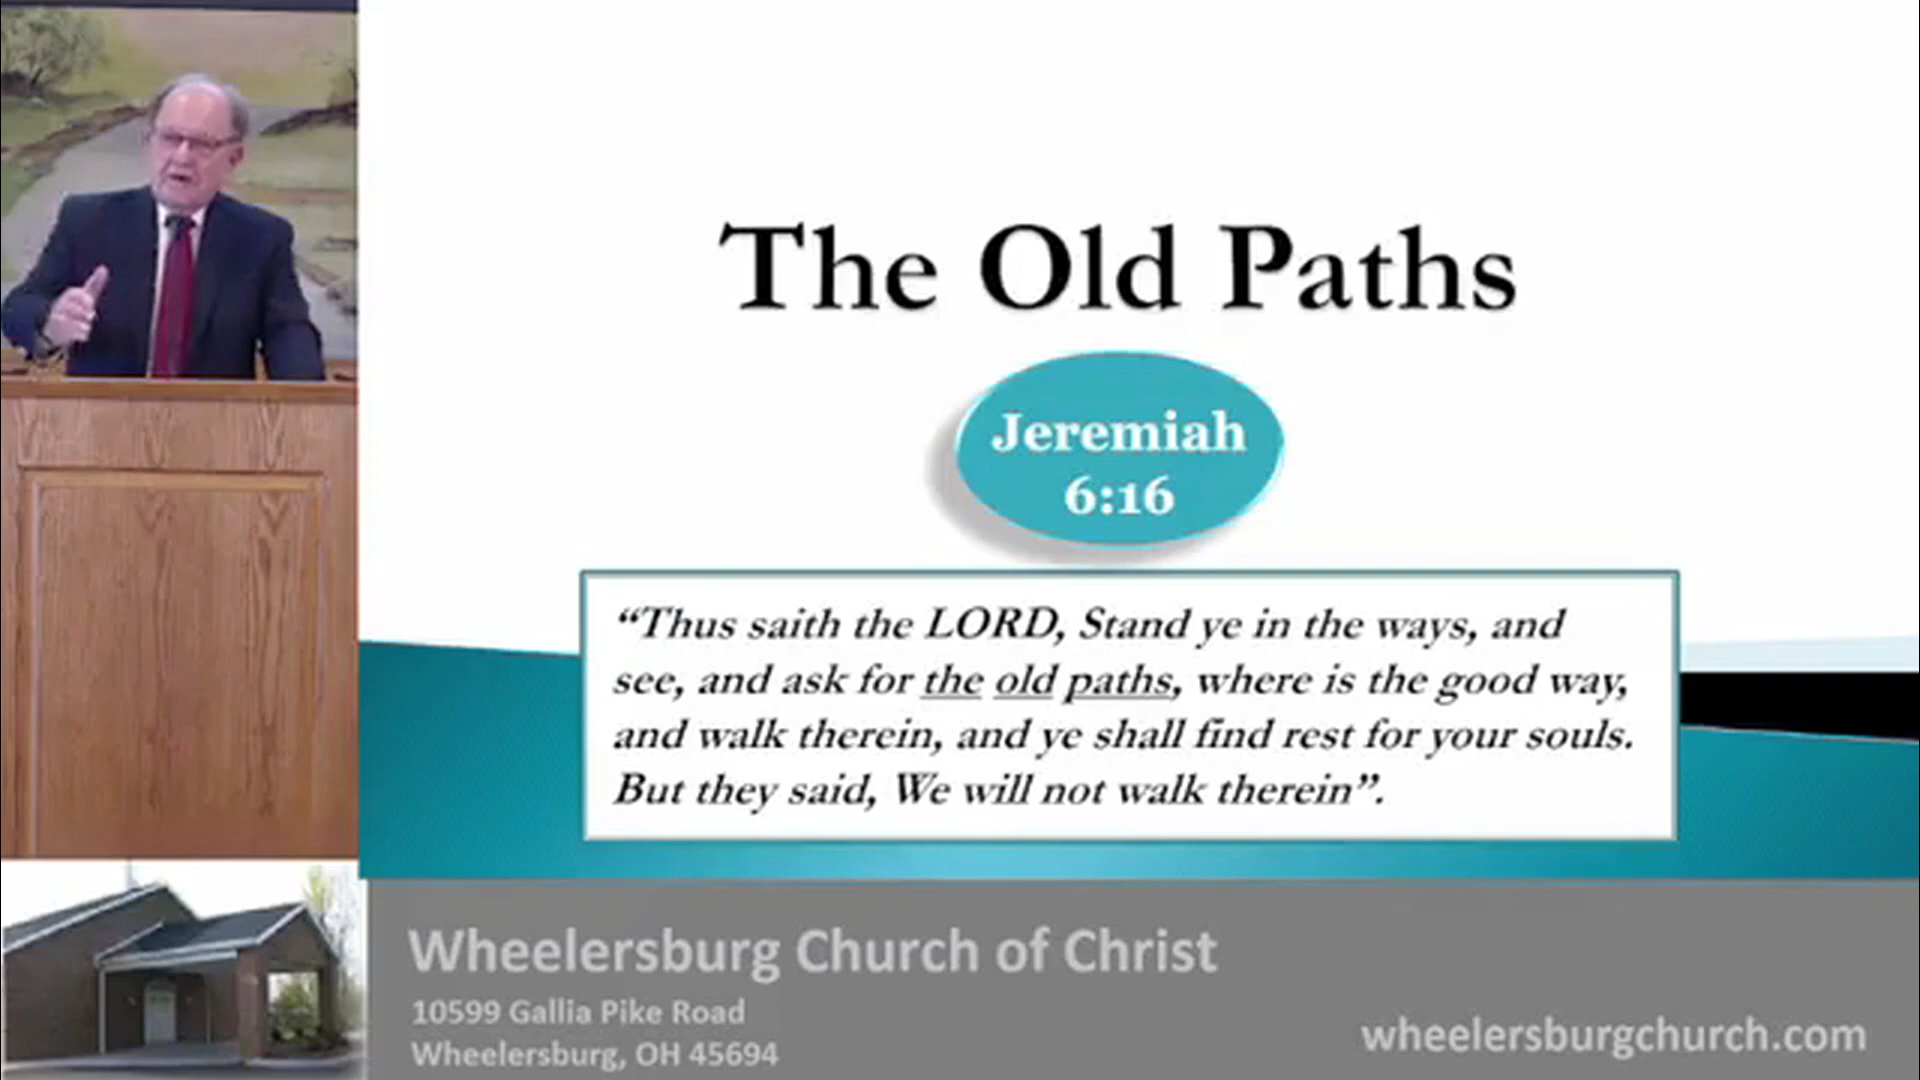 The Old Paths
Jeremiah
6:16
“Thus saith the LORD, Stand ye in the ways, and
see, and ask for the old paths, where is the good way,
and walk therein, and ye shall find rest for your souls.
But they said, We will not walk therein”.
Wheelersburg Church of Christ
10599 Gallia Pike Road
Wheelersburg, OH 45694
wheelersburgchurch.com